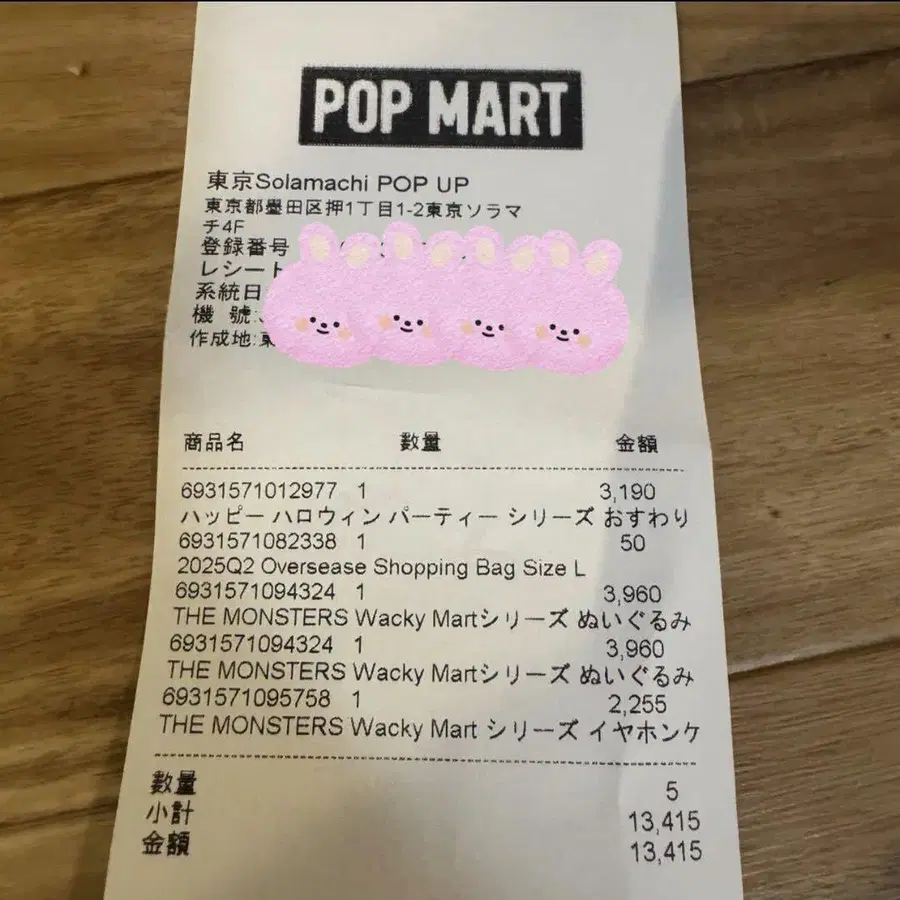 POP MART
東京Solamachi POP UP
東京都墨田区押1丁目1-2東京ソラマ
チ4F
登録番号
レシート
系統日
機 號:
作成地:東
商品名 數量 金額
6931571012977 1 3,190
ハッピー ハロウィン パーティー シリーズ おすわり
6931571082338 1 50
2025Q2 Oversease Shopping Bag Size L
6931571094324 1 3,960
THE MONSTERS Wacky Martシリーズ ぬいぐるみ
6931571094324 1 3,960
THE MONSTERS Wacky Martシリーズ ぬいぐるみ
6931571095758 1 2,255
THE MONSTERS Wacky Mart シリーズ イヤホンケ
數量 5
小計 13,415
金額 13,415